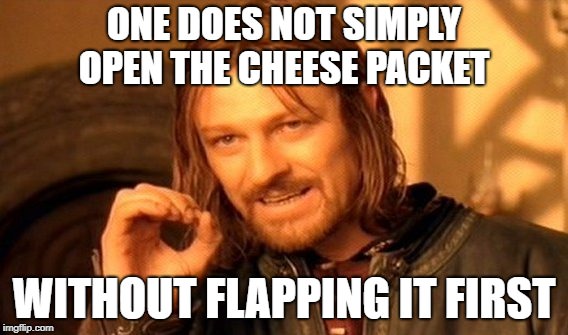 ONE DOES NOT SIMPLY
OPEN THE CHEESE PACKET
WITHOUT FLAPPING IT FIRST
imgflip.com